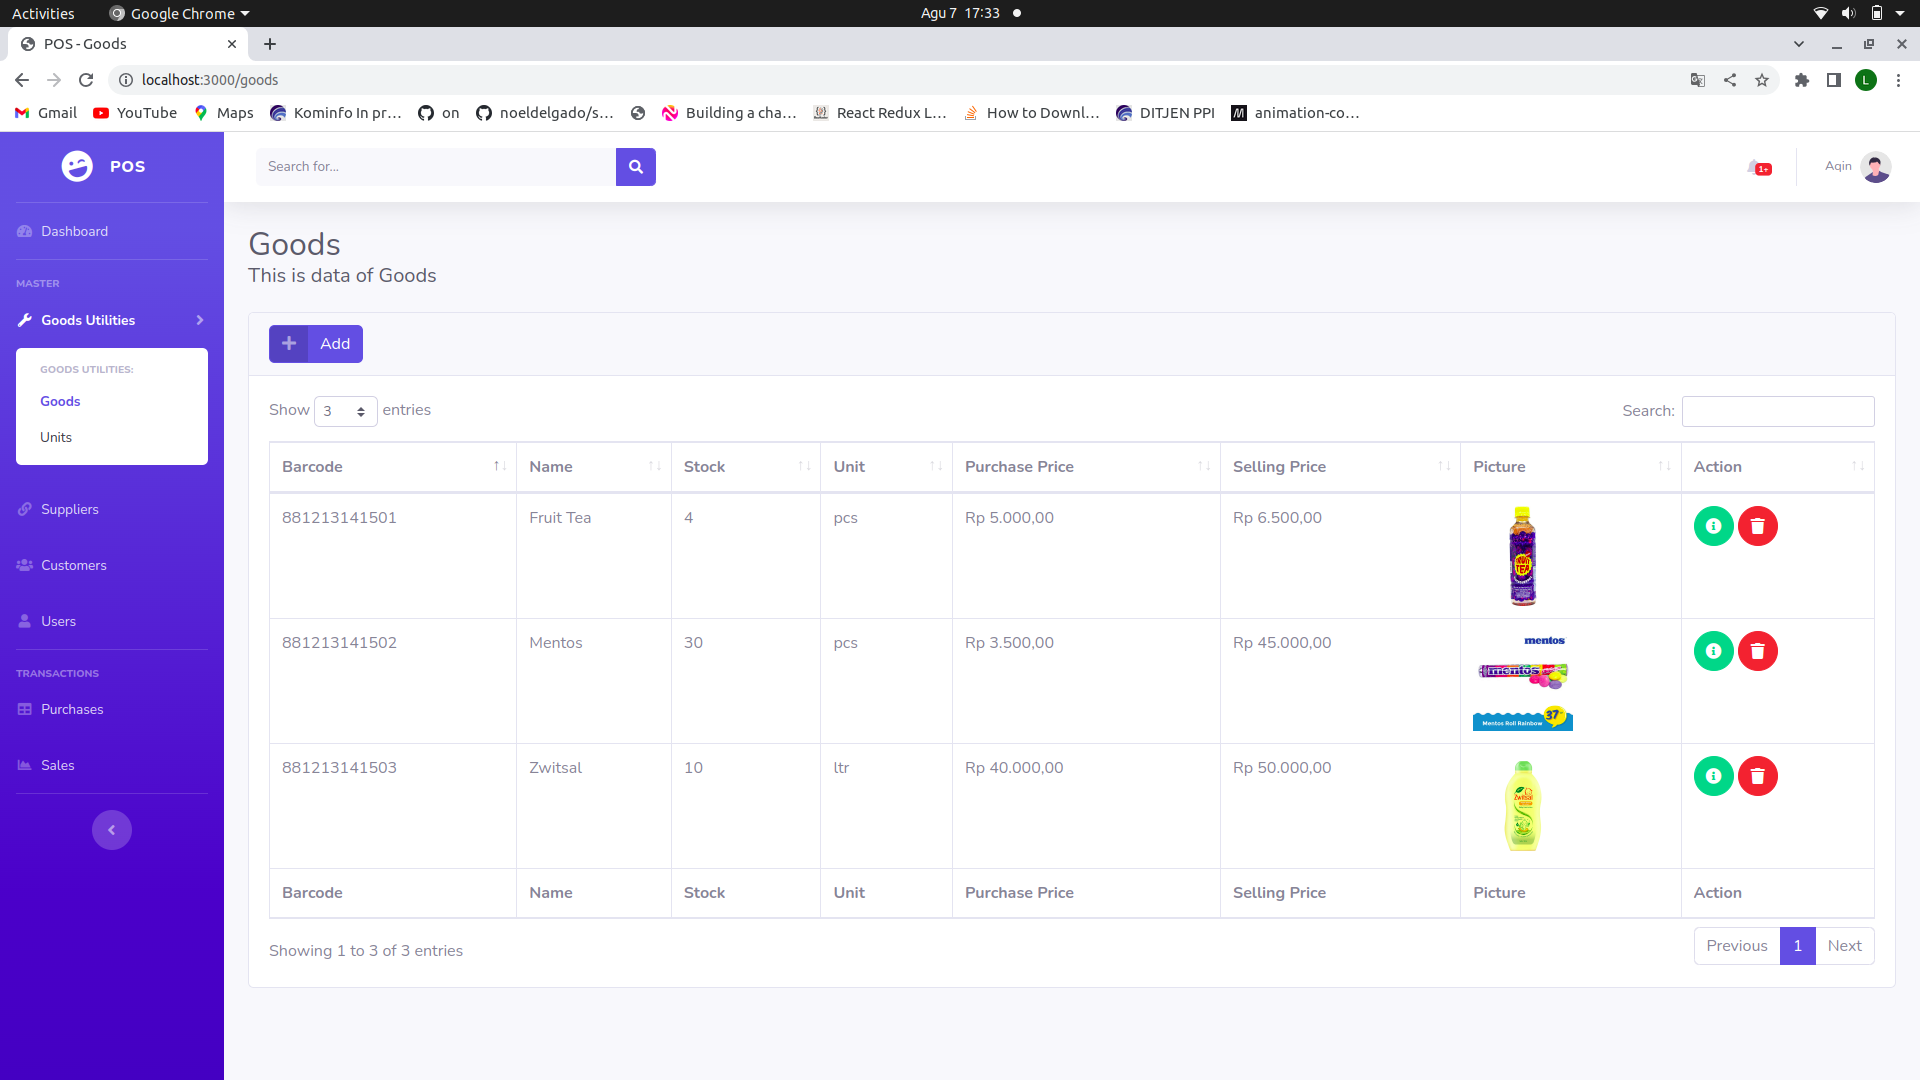 Activities Google Chrome Agu 7 17:33
POS - Goods
localhost:3000/goods
Gmail YouTube Maps Kominfo In pr... on noeldelgado/s... Building a cha... React Redux L... How to Downl... DITJEN PPI animation-co...
POS
Search for...
1+
Aqin
Dashboard
MASTER
Goods Utilities
GOODS UTILITIES:
Goods
Units
Suppliers
Customers
Users
TRANSACTIONS
Purchases
Sales
Goods
This is data of Goods
Add
Show 3 entries
Search:
Barcode Name Stock Unit Purchase Price Selling Price Picture Action
881213141501 Fruit Tea 4 pcs Rp 5.000,00 Rp 6.500,00
FRUIT TEA
881213141502 Mentos 30 pcs Rp 3.500,00 Rp 45.000,00
mentos
mentos
Mentos Roll Rainbow 37
881213141503 Zwitsal 10 ltr Rp 40.000,00 Rp 50.000,00
Zwitsal
Barcode Name Stock Unit Purchase Price Selling Price Picture Action
Showing 1 to 3 of 3 entries
Previous 1 Next
L